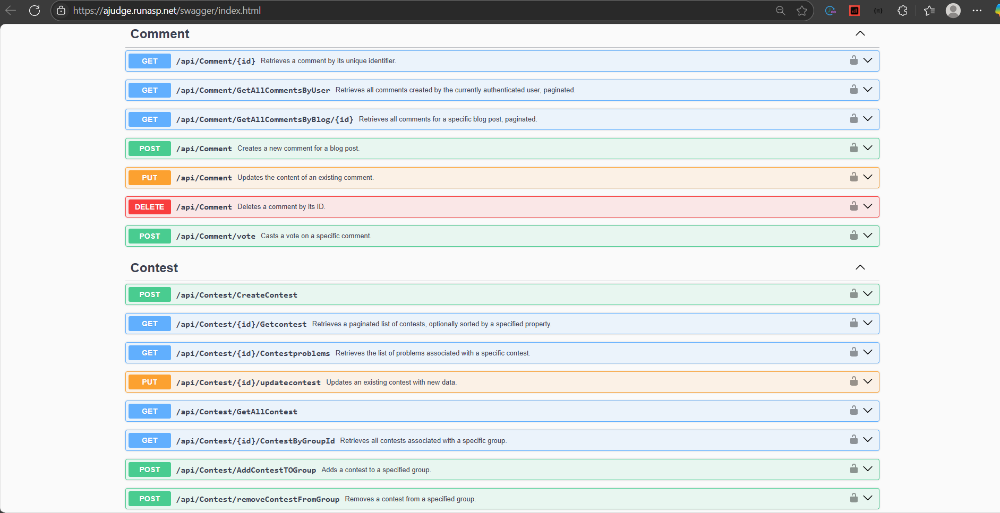 https://ajudge.runasp.net/swagger/index.html
Comment
GET /api/Comment/{id} Retrieves a comment by its unique identifier.
GET /api/Comment/GetAllCommentsByUser Retrieves all comments created by the currently authenticated user, paginated.
GET /api/Comment/GetAllCommentsByBlog/{id} Retrieves all comments for a specific blog post, paginated.
POST /api/Comment Creates a new comment for a blog post.
PUT /api/Comment Updates the content of an existing comment.
DELETE /api/Comment Deletes a comment by its ID.
POST /api/Comment/vote Casts a vote on a specific comment.
Contest
POST /api/Contest/CreateContest
GET /api/Contest/{id}/Getcontest Retrieves a paginated list of contests, optionally sorted by a specified property.
GET /api/Contest/{id}/Contestproblems Retrieves the list of problems associated with a specific contest.
PUT /api/Contest/{id}/updatecontest Updates an existing contest with new data.
GET /api/Contest/GetAllContest
GET /api/Contest/{id}/ContestByGroupId Retrieves all contests associated with a specific group.
POST /api/Contest/AddContestTOGroup Adds a contest to a specified group.
POST /api/Contest/removeContestFromGroup Removes a contest from a specified group.